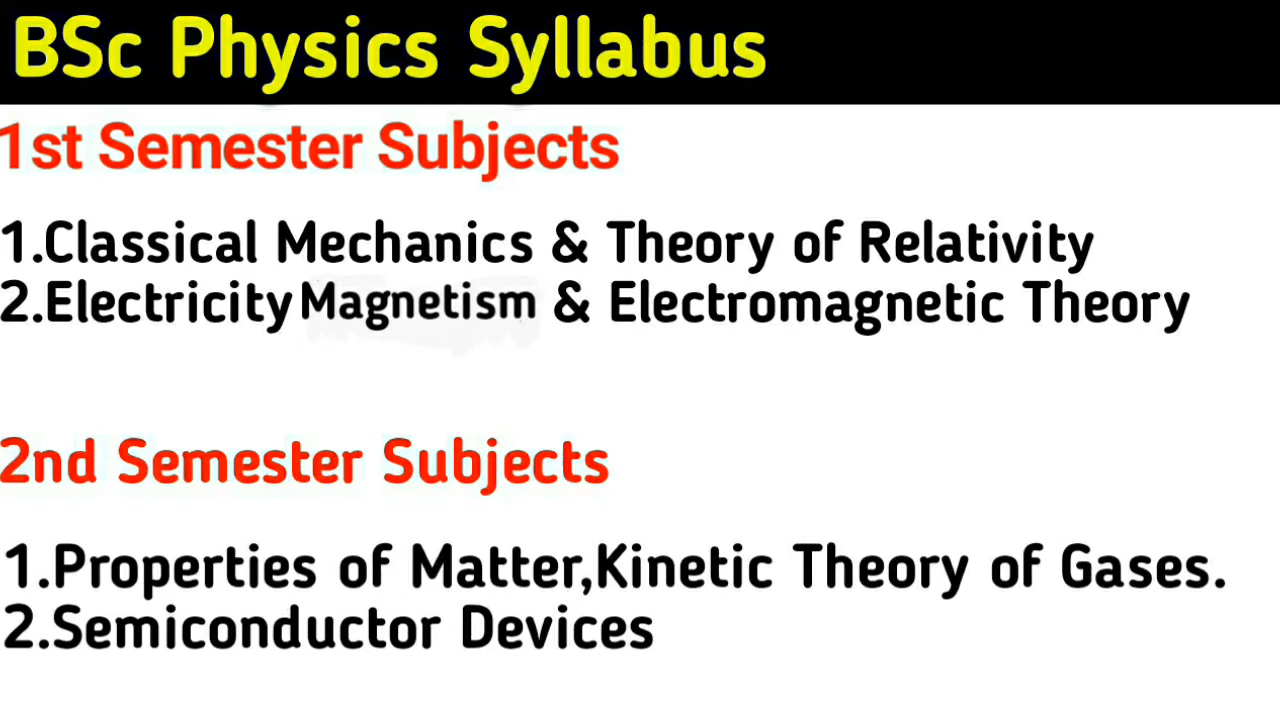 BSc Physics Syllabus
1st Semester Subjects
1.Classical Mechanics & Theory of Relativity
2.Electricity Magnetism & Electromagnetic Theory
2nd Semester Subjects
1.Properties of Matter,Kinetic Theory of Gases.
2.Semiconductor Devices